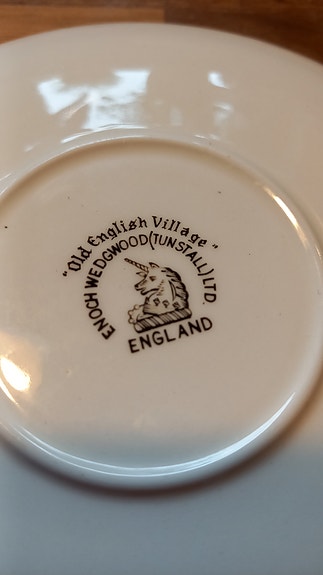 "Old English Village"
ENOCH WEDGWOOD (TUNSTALL) LTD
ENGLAND